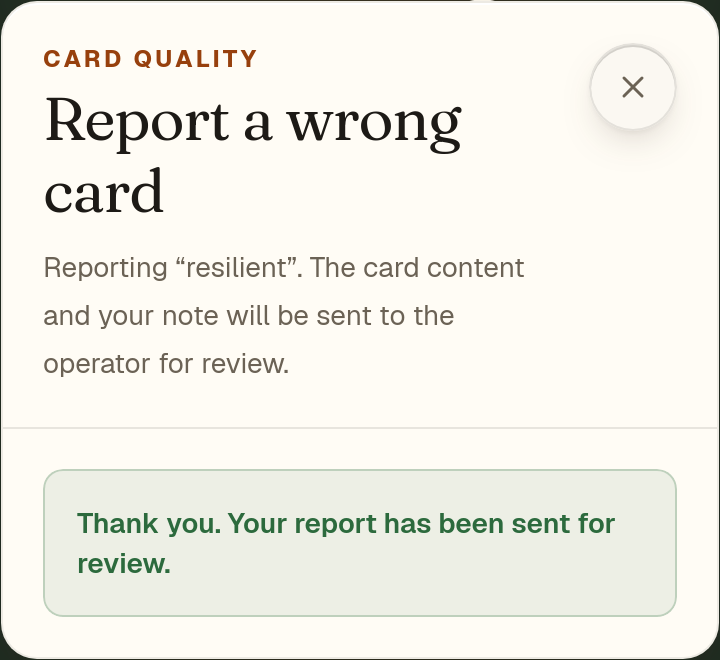 CARD QUALITY
Report a wrong
card
Reporting “resilient”. The card content
and your note will be sent to the
operator for review.
Thank you. Your report has been sent for
review.